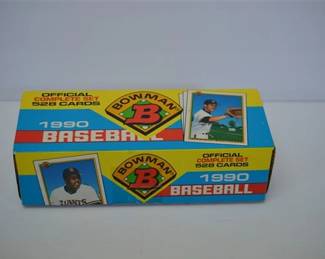 OFFICIAL
COMPLETE SET
528 CARDS
BOWMAN
B
1990
BASEBALL
BOWMAN
B
OFFICIAL
COMPLETE SET
528 CARDS
1990
BASEBALL
GIANTS